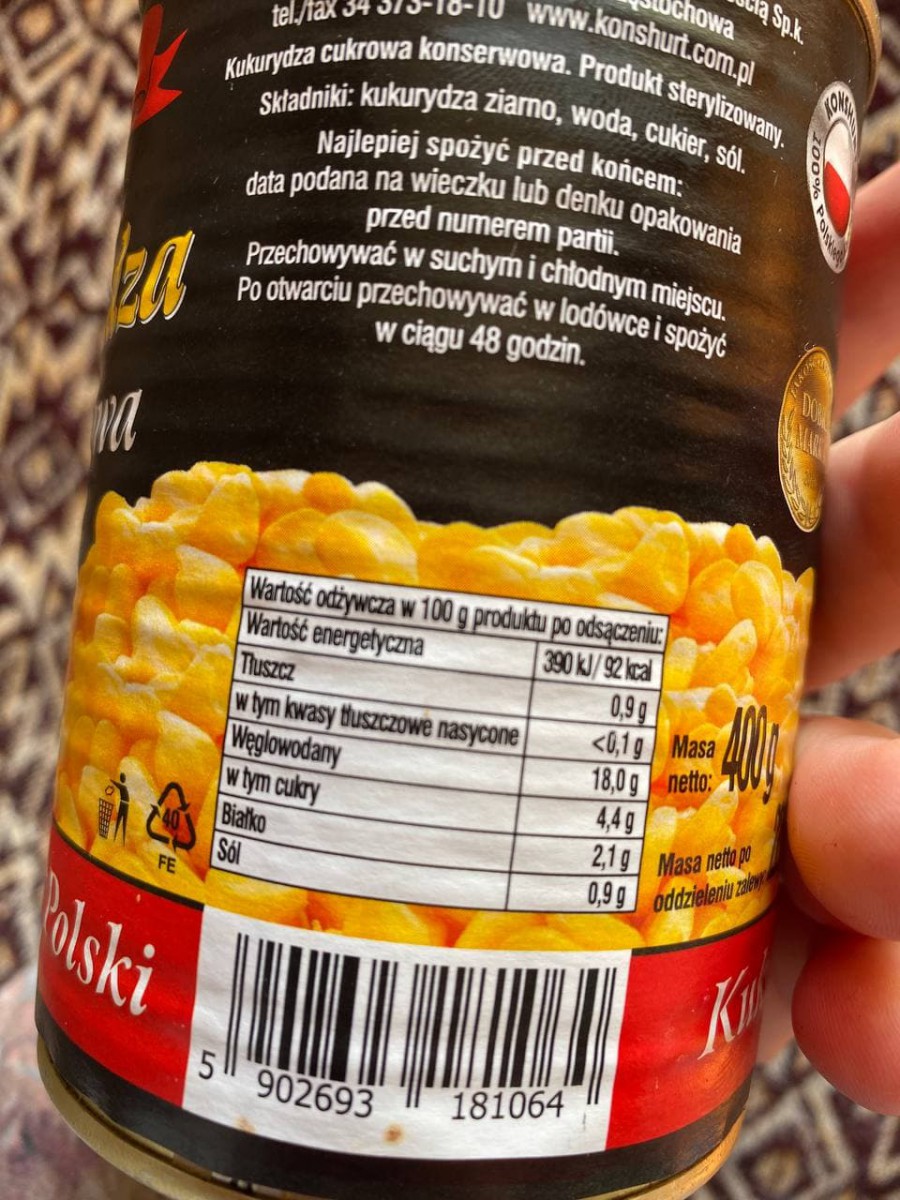 Sp.k.
tel./fax 34 373-18-10 www.konshurt.com.pl
Kukurydza cukrowa konserwowa. Produkt sterylizowany.
Składniki: kukurydza ziarno, woda, cukier, sól.
Najlepiej spożyć przed końcem:
data podana na wieczku lub denku opakowania
przed numerem partii.
Przechowywać w suchym i chłodnym miejscu.
Po otwarciu przechowywać w lodówce i spożyć
w ciągu 48 godzin.
100%
Wartość odżywcza w 100 g produktu po odsączeniu:
Wartość energetyczna 390 kJ/ 92 kcal
Tłuszcz 0,9 g
w tym kwasy tłuszczowe nasycone <0,1 g
Węglowodany 18,0 g
w tym cukry 4,4 g
Białko 2,1 g
Sól 0,9 g
Masa
netto: 400 g
Masa netto po
oddzieleniu zalewy:
40
FE
Polski
5 902693 181064